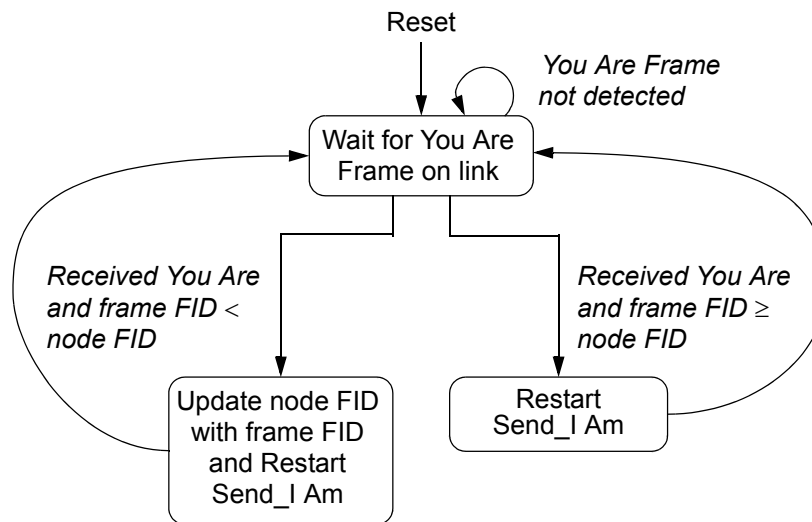 Reset
You Are Frame
not detected
Wait for You Are
Frame on link
Received You Are
and frame FID <
node FID
Received You Are
and frame FID ≥
node FID
Update node FID
with frame FID
and Restart
Send_I Am
Restart
Send_I Am